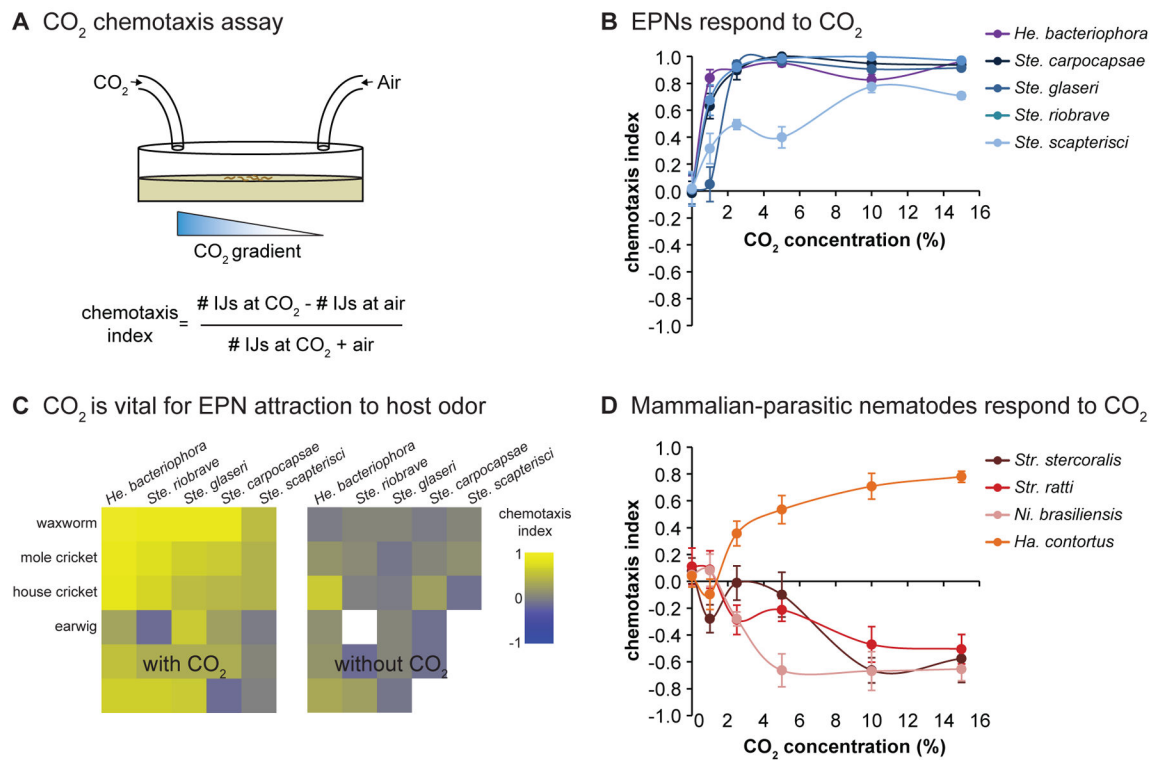 A CO2 chemotaxis assay
CO2
Air
CO2 gradient
chemotaxis
index
=
# IJs at CO2 - # IJs at air
# IJs at CO2 + air
B EPNs respond to CO2
chemotaxis index
1.0
0.8
0.6
0.4
0.2
0.0
-0.2
-0.4
-0.6
-0.8
-1.0
2 4 6 8 10 12 14 16
CO2 concentration (%)
He. bacteriophora
Ste. carpocapsae
Ste. glaseri
Ste. riobrave
Ste. scapterisci
C CO2 is vital for EPN attraction to host odor
He. bacteriophora
Ste. riobrave
Ste. glaseri
Ste. carpocapsae
Ste. scapterisci
He. bacteriophora
Ste. riobrave
Ste. glaseri
Ste. carpocapsae
Ste. scapterisci
waxworm
mole cricket
house cricket
earwig
with CO2
without CO2
chemotaxis
index
1
0
-1
D Mammalian-parasitic nematodes respond to CO2
chemotaxis index
1.0
0.8
0.6
0.4
0.2
0.0
-0.2
-0.4
-0.6
-0.8
-1.0
0 2 4 6 8 10 12 14 16
CO2 concentration (%)
Str. stercoralis
Str. ratti
Ni. brasiliensis
Ha. contortus